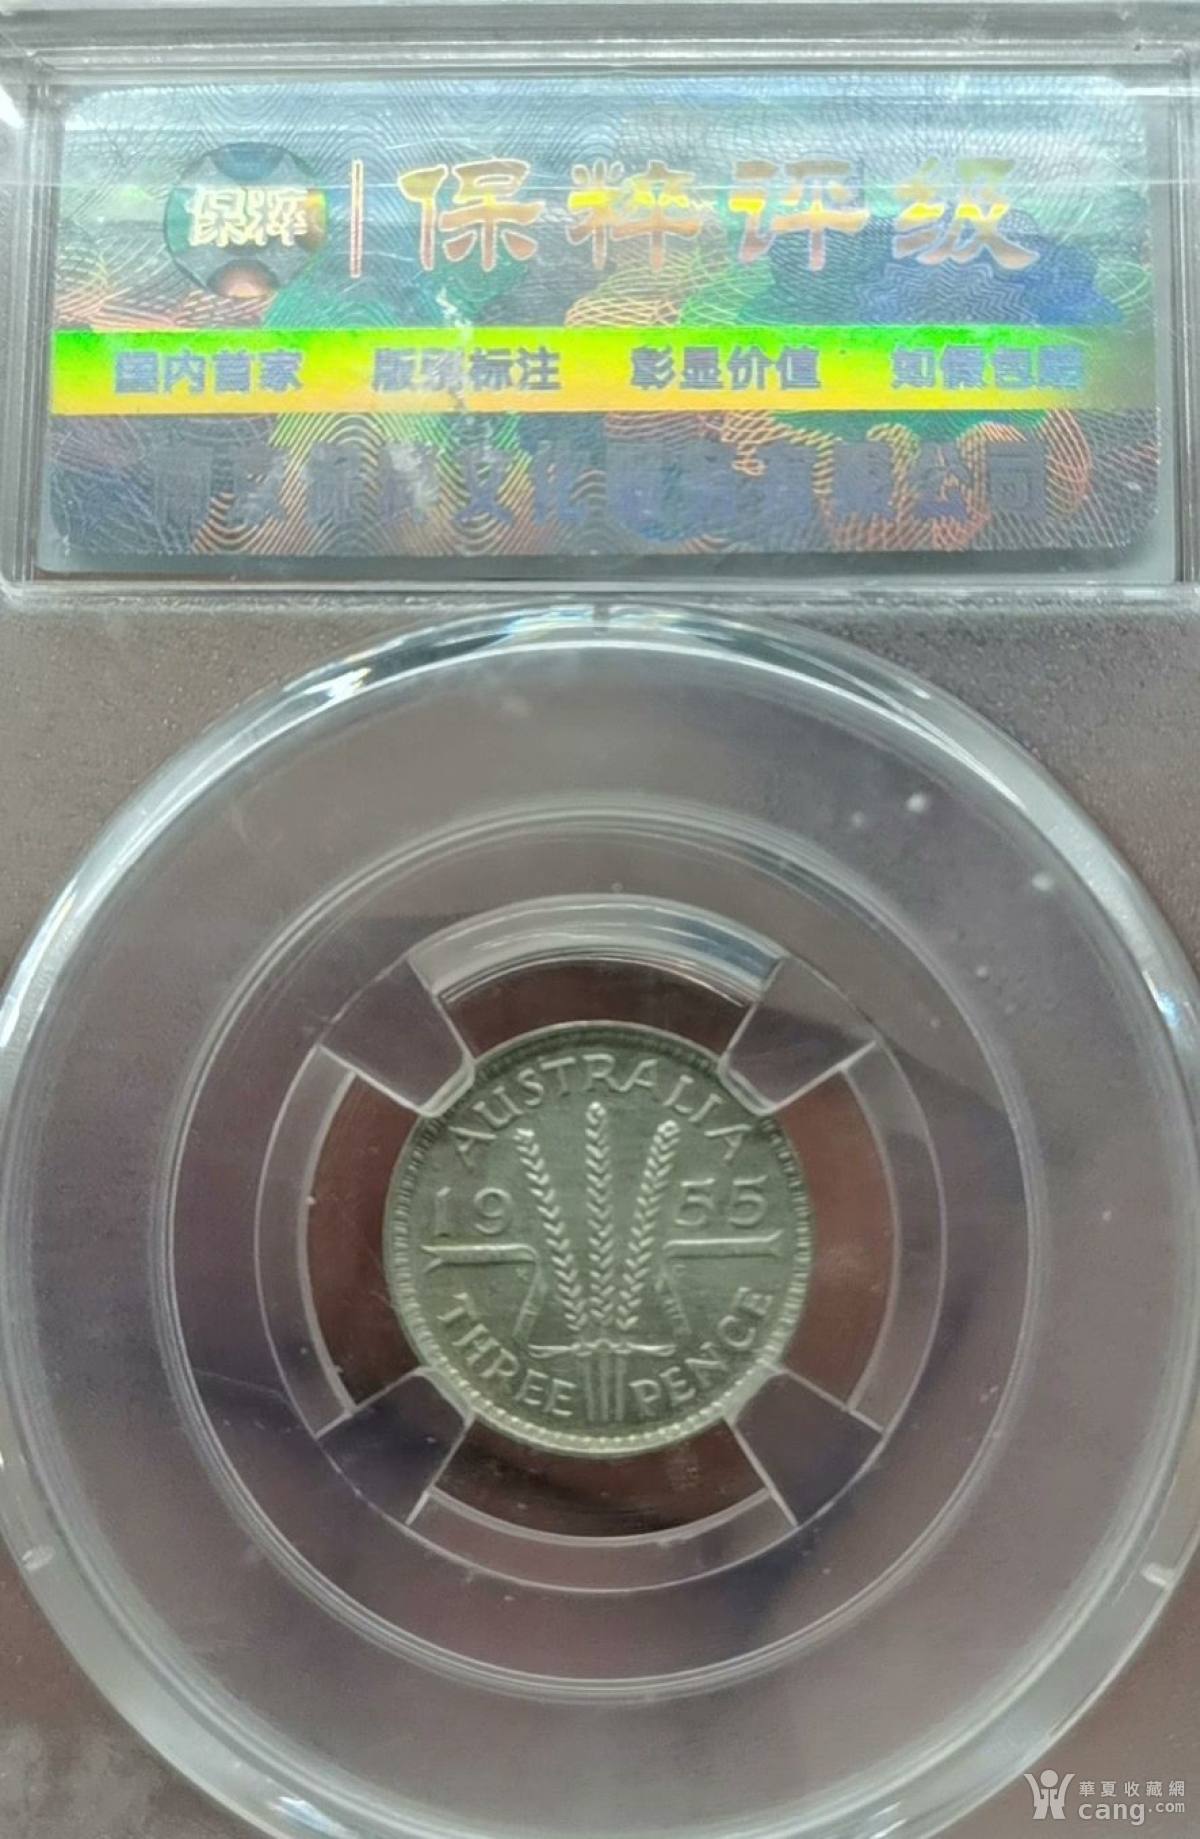 保粹 保粹评级
国内首家 版别标注 彰显价值 如假包赔
AUSTRALIA
1955
THREE PENCE
華夏收藏網
cang.com